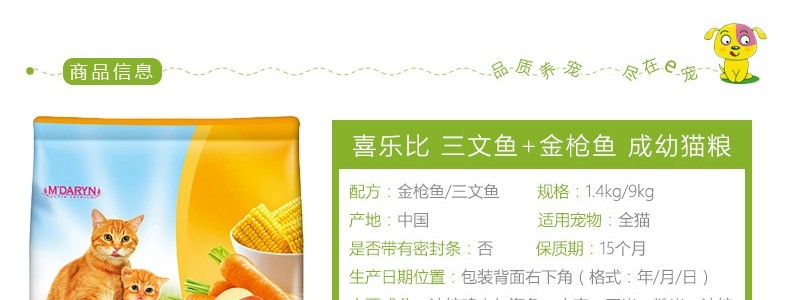 商品信息
品质养宠 尽在e宠
喜乐比 三文鱼+金枪鱼 成幼猫粮
M'DARYN
SUPER PREMIUM
配方：金枪鱼/三文鱼 规格：1.4kg/9kg
产地：中国 适用宠物：全猫
是否带有密封条：否 保质期：15个月
生产日期位置：包装背面右下角（格式：年/月/日）